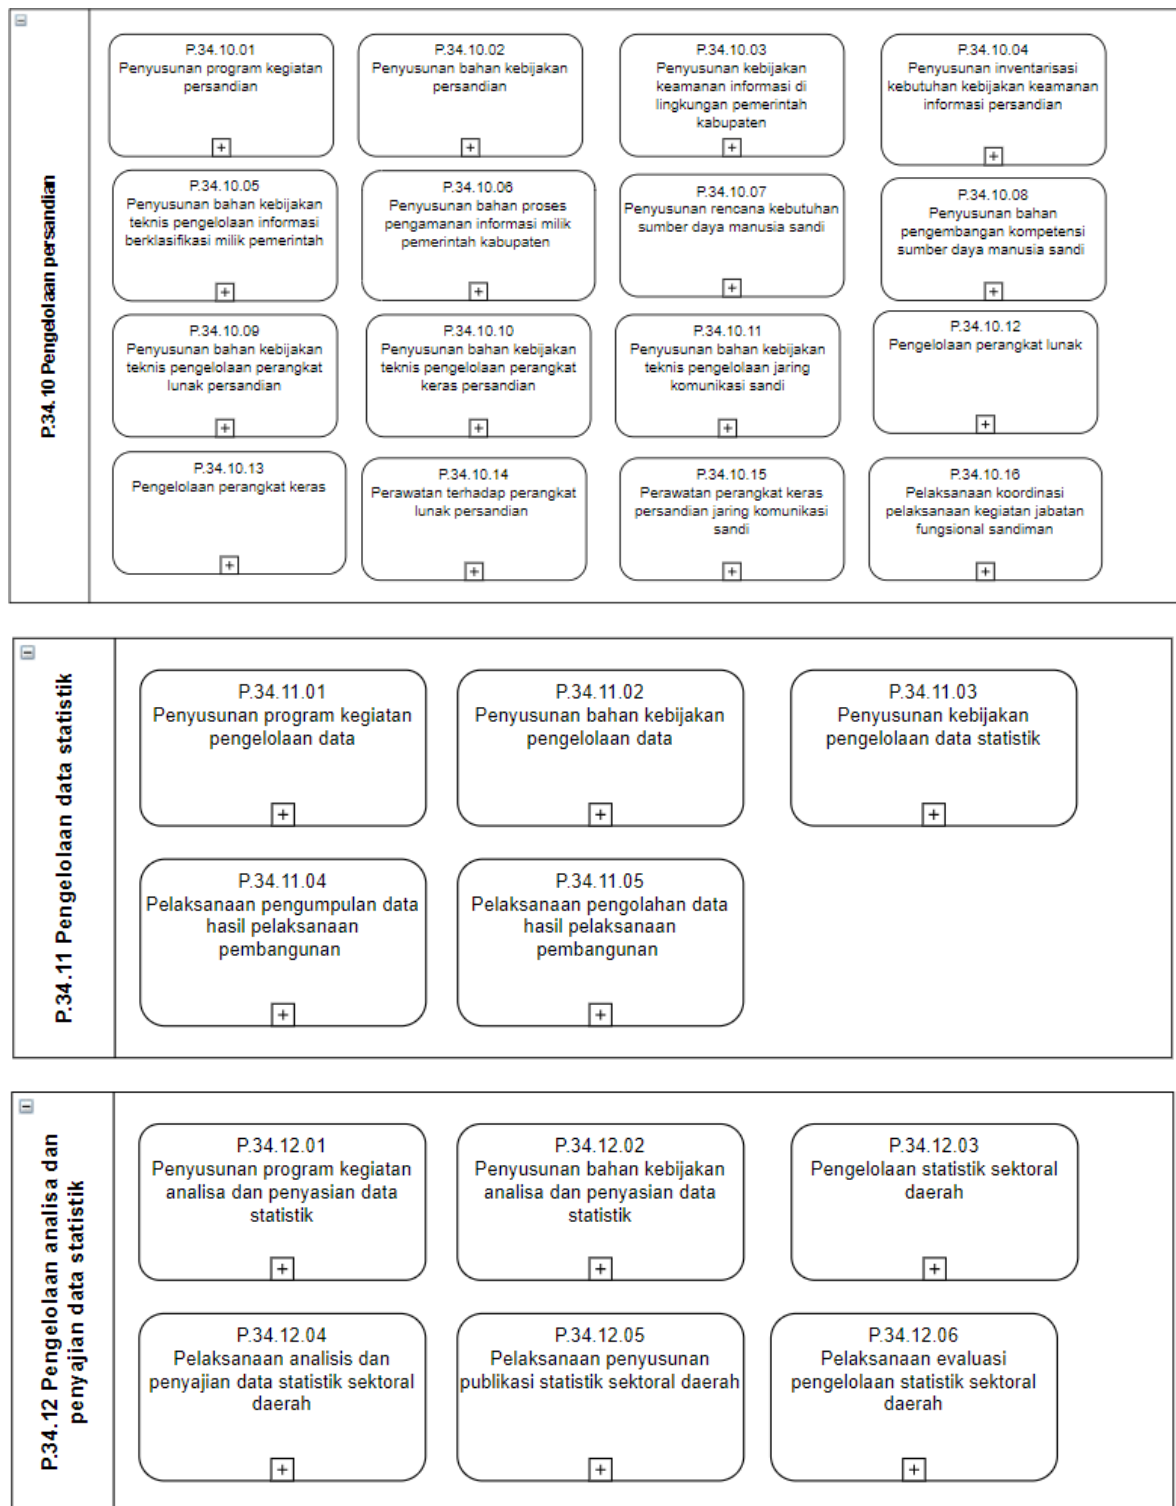 P.34.10 Pengelolaan persandian
P.34.10.01
Penyusunan program kegiatan
persandian
P.34.10.02
Penyusunan bahan kebijakan
persandian
P.34.10.03
Penyusunan kebijakan
keamanan informasi di
lingkungan pemerintah
kabupaten
P.34.10.04
Penyusunan inventarisasi
kebutuhan kebijakan keamanan
informasi persandian
P.34.10.05
Penyusunan bahan kebijakan
teknis pengelolaan informasi
berklasifikasi milik pemerintah
P.34.10.06
Penyusunan bahan proses
pengamanan informasi milik
pemerintah kabupaten
P.34.10.07
Penyusunan rencana kebutuhan
sumber daya manusia sandi
P.34.10.08
Penyusunan bahan
pengembangan kompetensi
sumber daya manusia sandi
P.34.10.09
Penyusunan bahan kebijakan
teknis pengelolaan perangkat
lunak persandian
P.34.10.10
Penyusunan bahan kebijakan
teknis pengelolaan perangkat
keras persandian
P.34.10.11
Penyusunan bahan kebijakan
teknis pengelolaan jaring
komunikasi sandi
P.34.10.12
Pengelolaan perangkat lunak
P.34.10.13
Pengelolaan perangkat keras
P.34.10.14
Perawatan terhadap perangkat
lunak persandian
P.34.10.15
Perawatan perangkat keras
persandian jaring komunikasi
sandi
P.34.10.16
Pelaksanaan koordinasi
pelaksanaan kegiatan jabatan
fungsional sandiman
P.34.11 Pengelolaan data statistik
P.34.11.01
Penyusunan program kegiatan
pengelolaan data
P.34.11.02
Penyusunan bahan kebijakan
pengelolaan data
P.34.11.03
Penyusunan kebijakan
pengelolaan data statistik
P.34.11.04
Pelaksanaan pengumpulan data
hasil pelaksanaan
pembangunan
P.34.11.05
Pelaksanaan pengolahan data
hasil pelaksanaan
pembangunan
P.34.12 Pengelolaan analisa dan
penyajian data statistik
P.34.12.01
Penyusunan program kegiatan
analisa dan penyasian data
statistik
P.34.12.02
Penyusunan bahan kebijakan
analisa dan penyasian data
statistik
P.34.12.03
Pengelolaan statistik sektoral
daerah
P.34.12.04
Pelaksanaan analisis dan
penyajian data statistik sektoral
daerah
P.34.12.05
Pelaksanaan penyusunan
publikasi statistik sektoral daerah
P.34.12.06
Pelaksanaan evaluasi
pengelolaan statistik sektoral
daerah